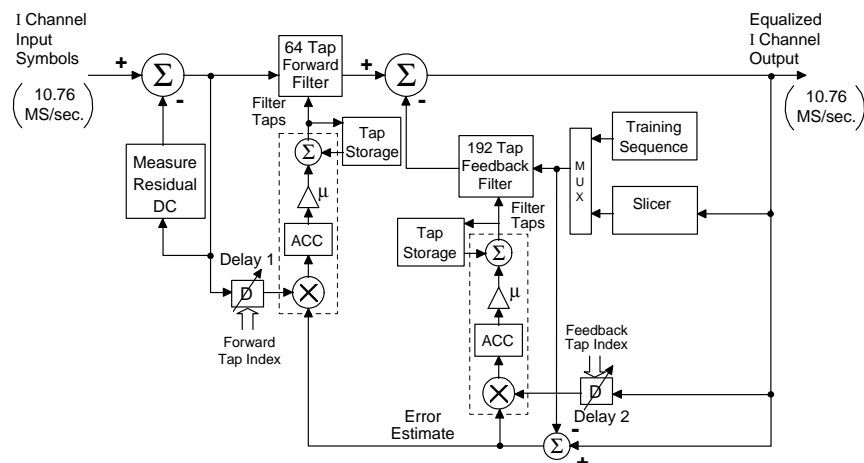 I Channel
Input
Symbols
(10.76
MS/sec.)
+
Σ
-
Measure
Residual
DC
64 Tap
Forward
Filter
Filter
Taps
Tap
Storage
Σ
μ
ACC
Delay 1
D
×
Forward
Tap Index
+
Σ
-
192 Tap
Feedback
Filter
Filter
Taps
Tap
Storage
Σ
μ
ACC
×
MUX
Training
Sequence
Slicer
Equalized
I Channel
Output
(10.76
MS/sec.)
Feedback
Tap Index
D
Delay 2
Error
Estimate
-
Σ
+